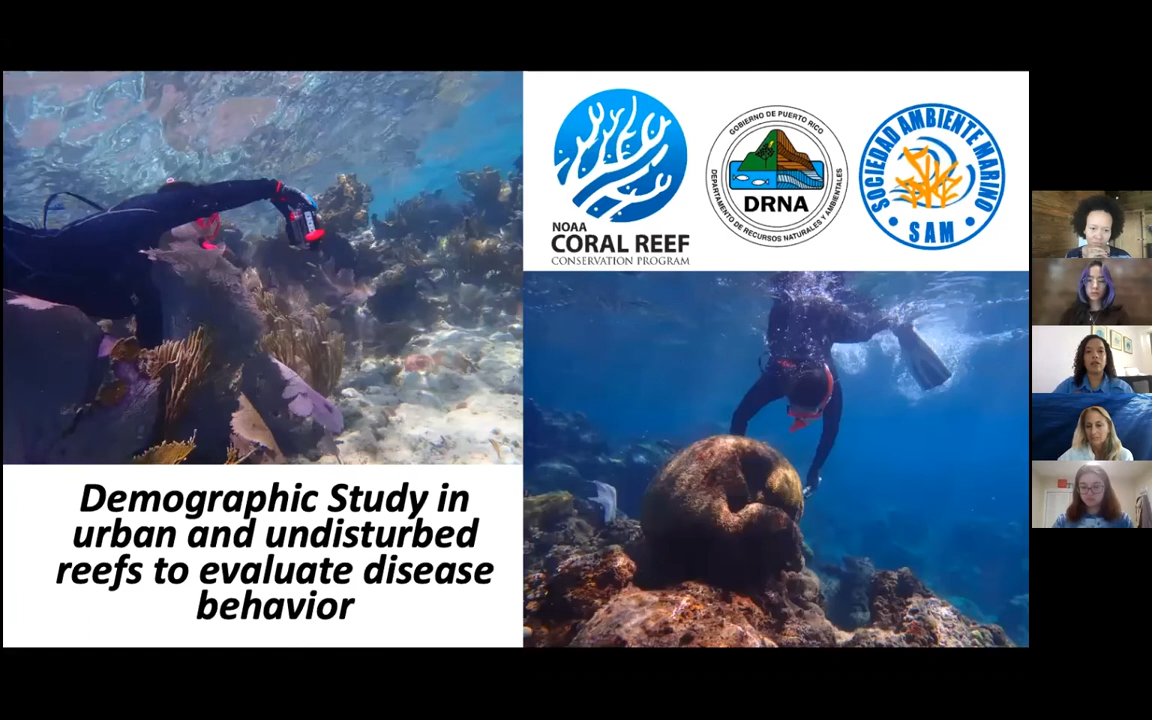 NOAA
CORAL REEF
CONSERVATION PROGRAM
GOBIERNO DE PUERTO RICO
DRNA
DEPARTAMENTO DE RECURSOS NATURALES Y AMBIENTALES
SOCIEDAD AMBIENTE MARINO
• SAM •
Demographic Study in
urban and undisturbed
reefs to evaluate disease
behavior